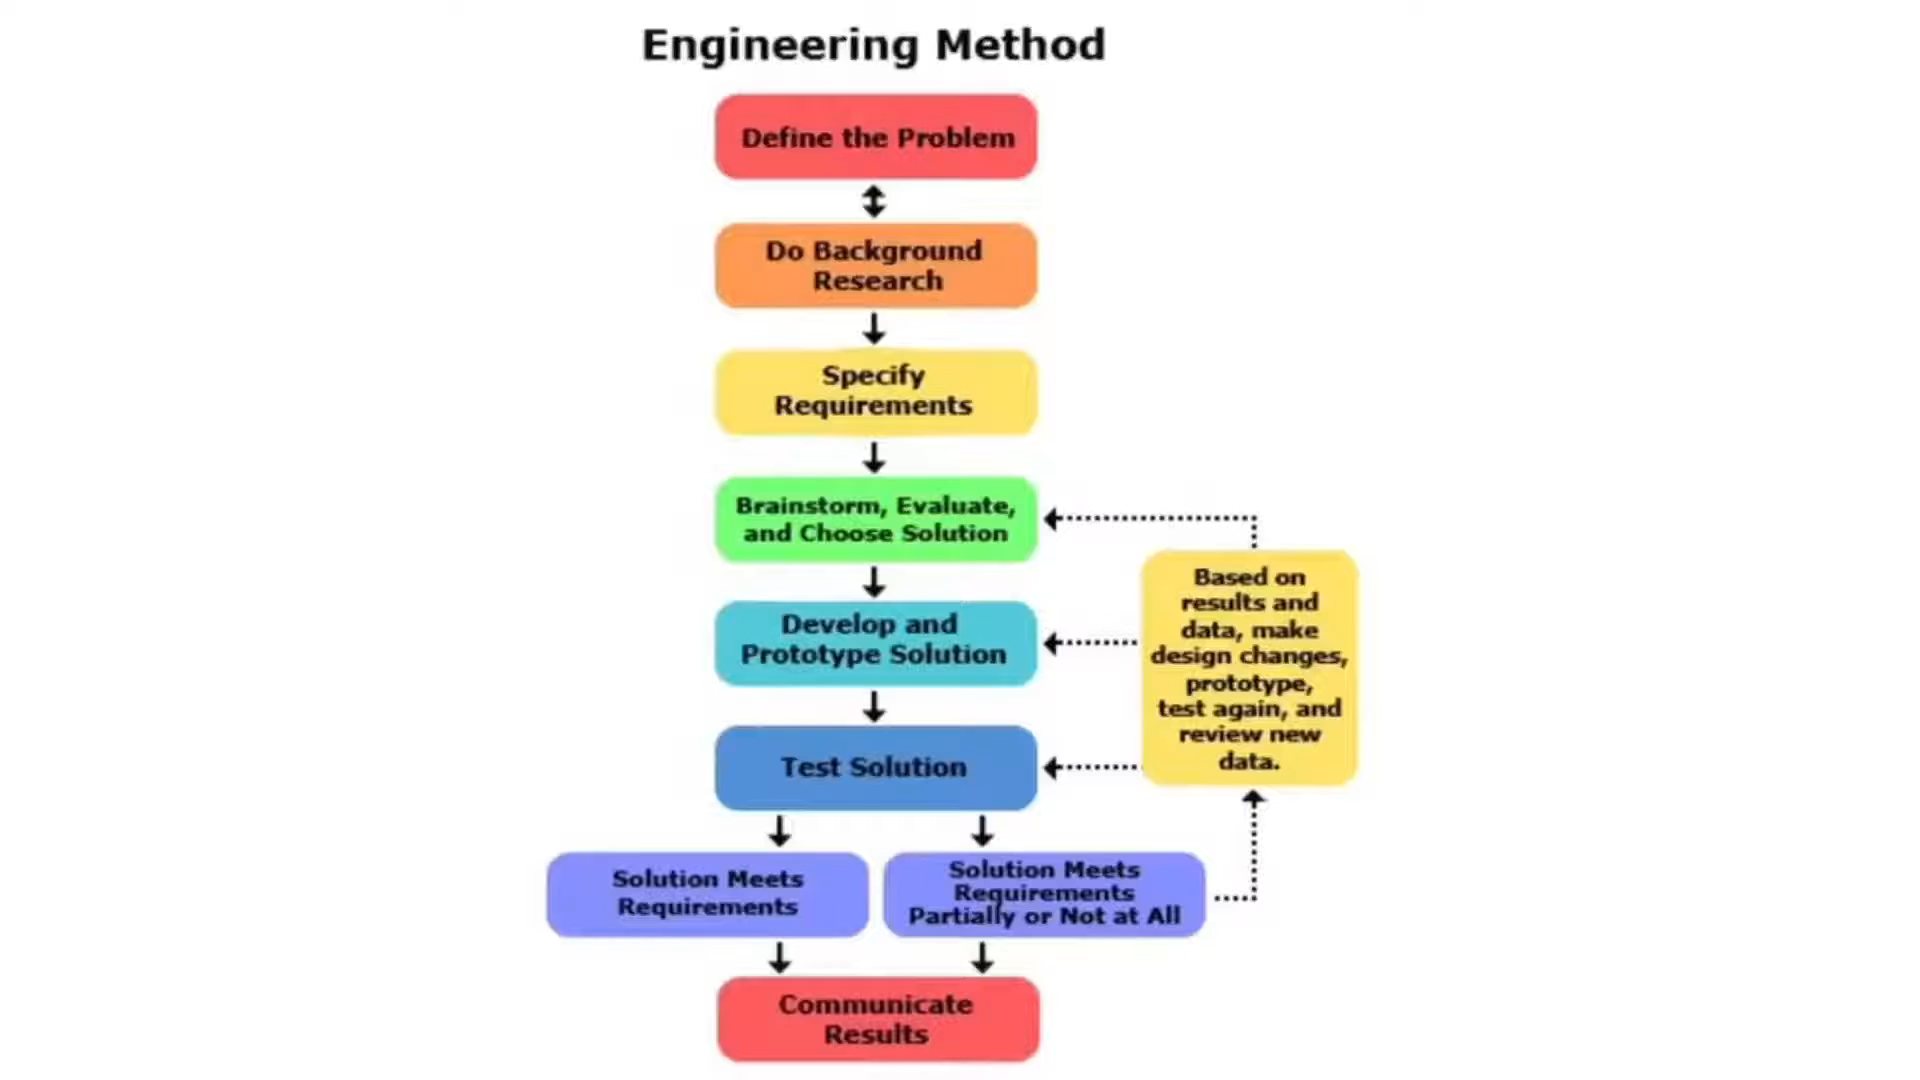 Engineering Method
Define the Problem
Do Background
Research
Specify
Requirements
Brainstorm, Evaluate,
and Choose Solution
Develop and
Prototype Solution
Test Solution
Based on
results and
data, make
design changes,
prototype,
test again, and
review new
data.
Solution Meets
Requirements
Solution Meets
Requirements
Partially or Not at All
Communicate
Results